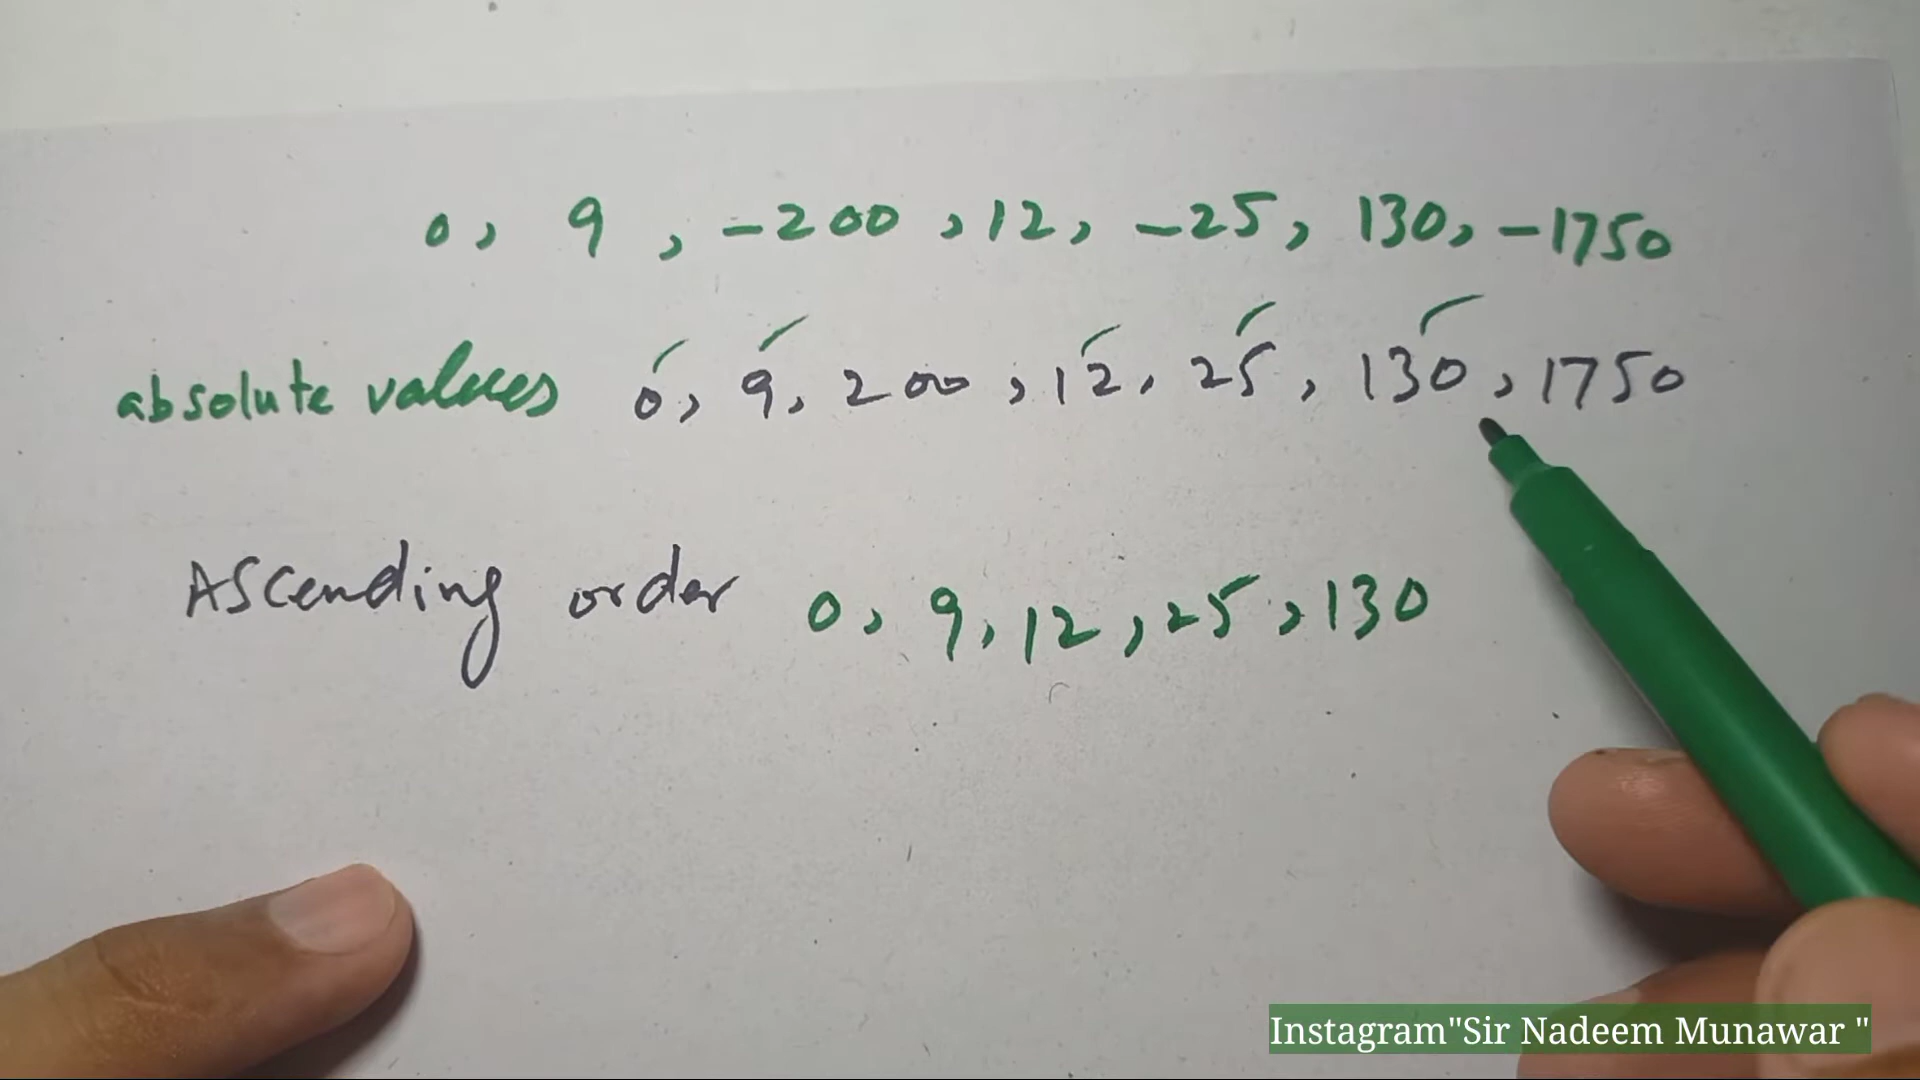 0, 9, -200, 12, -25, 130, -1750
absolute values 0, 9, 200, 12, 25, 130, 1750
Ascending order 0, 9, 12, 25, 130
Instagram"Sir Nadeem Munawar "